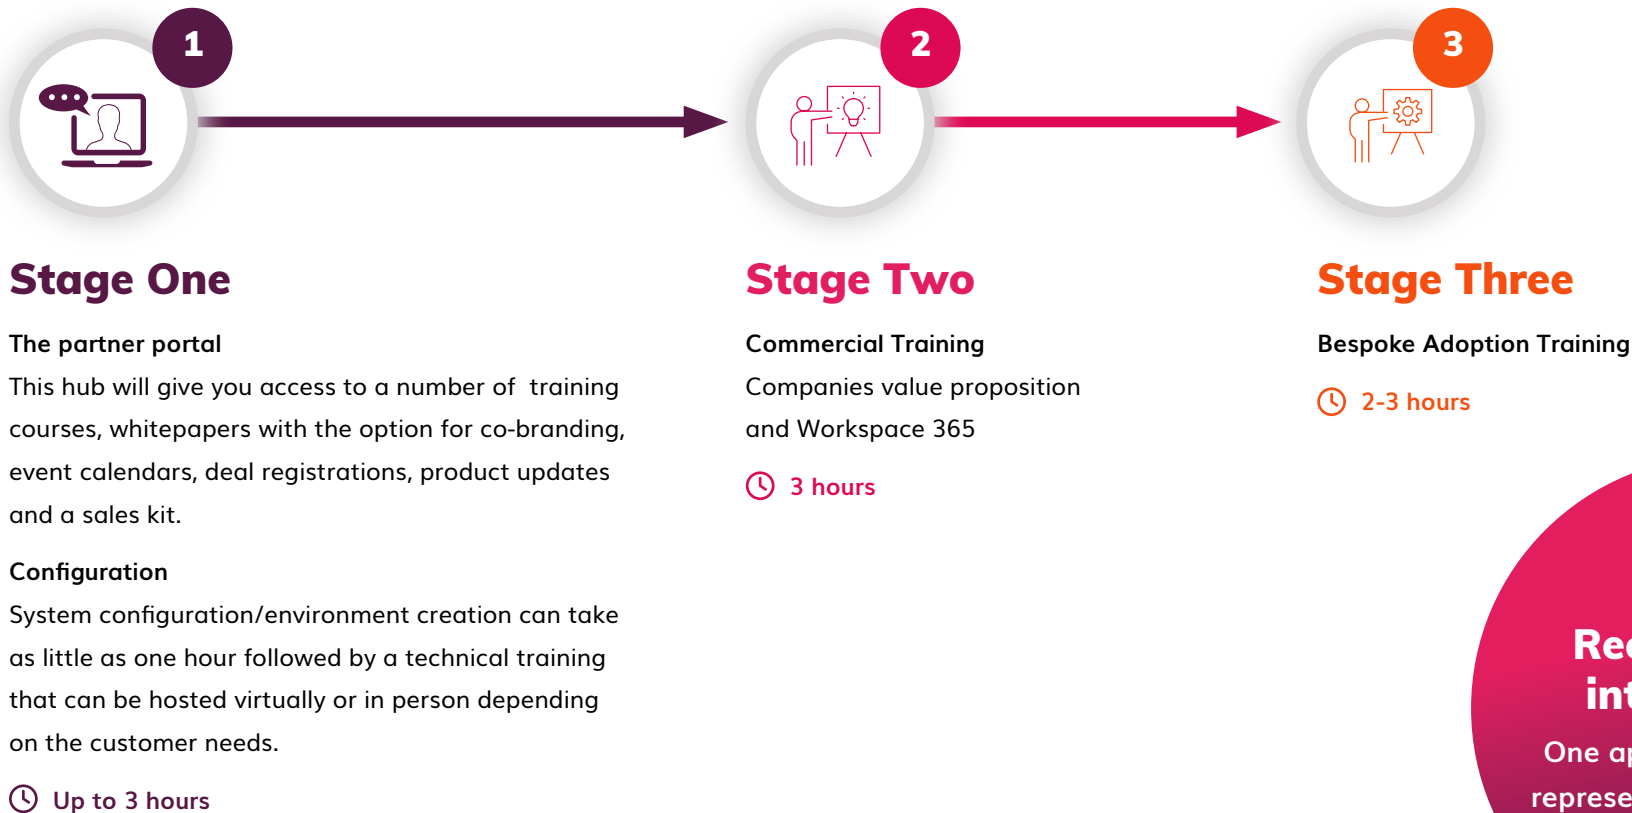 1
2
3
Stage One
The partner portal
This hub will give you access to a number of training
courses, whitepapers with the option for co-branding,
event calendars, deal registrations, product updates
and a sales kit.
Configuration
System configuration/environment creation can take
as little as one hour followed by a technical training
that can be hosted virtually or in person depending
on the customer needs.
Up to 3 hours
Stage Two
Commercial Training
Companies value proposition
and Workspace 365
3 hours
Stage Three
Bespoke Adoption Training
2-3 hours
One